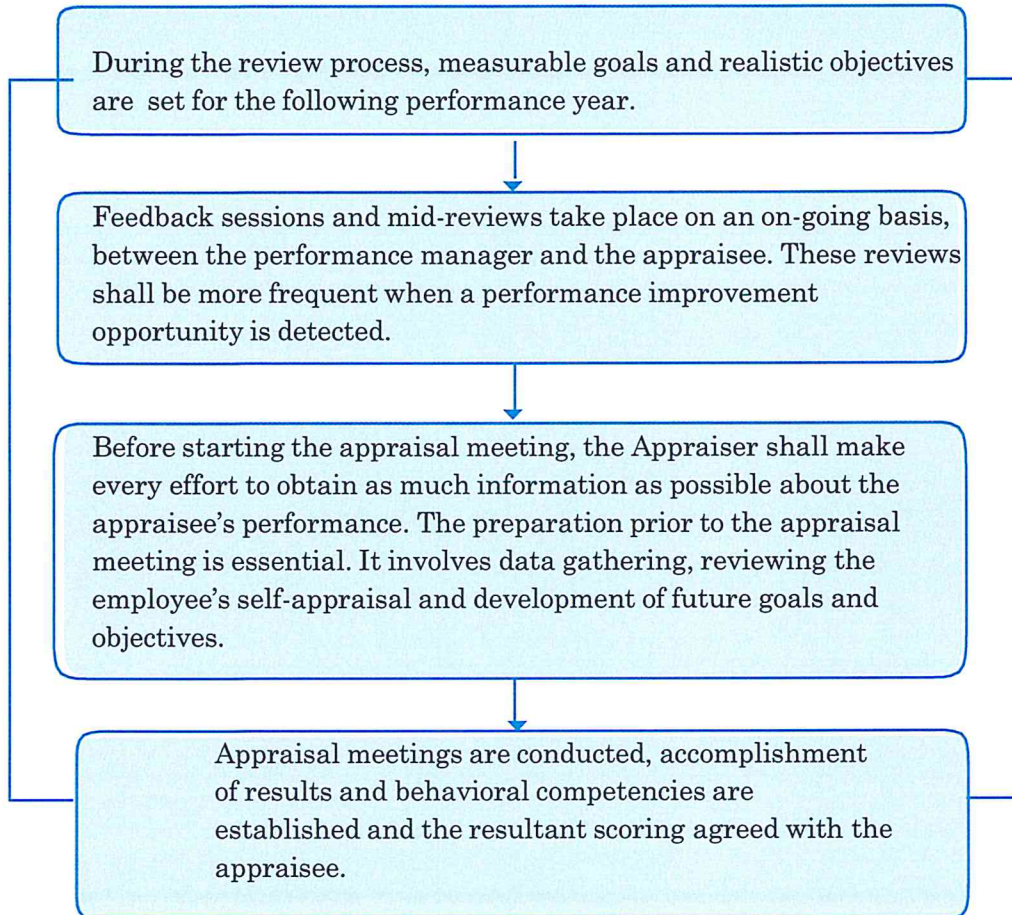 During the review process, measurable goals and realistic objectives
are set for the following performance year.
Feedback sessions and mid-reviews take place on an on-going basis,
between the performance manager and the appraisee. These reviews
shall be more frequent when a performance improvement
opportunity is detected.
Before starting the appraisal meeting, the Appraiser shall make
every effort to obtain as much information as possible about the
appraisee's performance. The preparation prior to the appraisal
meeting is essential. It involves data gathering, reviewing the
employee's self-appraisal and development of future goals and
objectives.
Appraisal meetings are conducted, accomplishment
of results and behavioral competencies are
established and the resultant scoring agreed with the
appraisee.